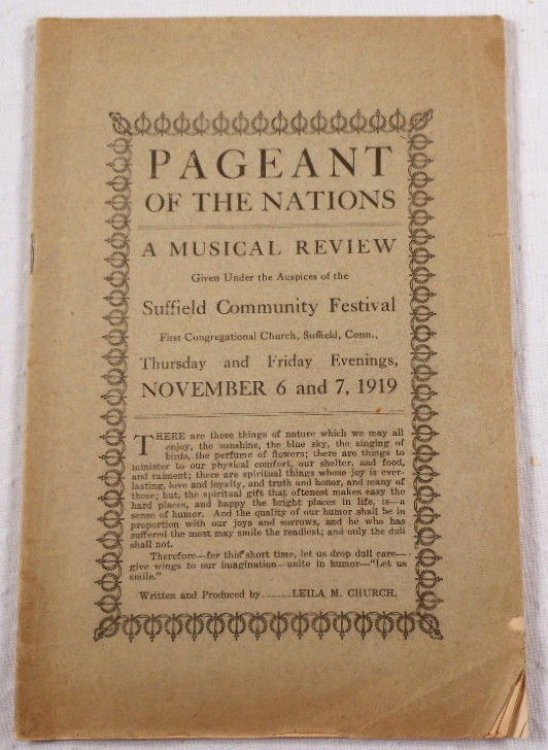 PAGEANT
OF THE NATIONS
A MUSICAL REVIEW
Given Under the Auspices of the
Suffield Community Festival
First Congregational Church, Suffield, Conn.,
Thursday and Friday Evenings,
NOVEMBER 6 and 7, 1919
THERE are those things of nature which we may all
enjoy, the sunshine, the blue sky, the singing of
birds, the perfume of flowers; there are things to
minister to our physical comfort, our shelter, and food,
and raiment; there are spiritual things whose joy is ever-
lasting, love and loyalty, and truth and honor, and many of
these; but, the spiritual gift that oftenest makes easy the
hard places, and happy the bright places in life, is—a
sense of humor. And the quality of our humor shall be in
proportion with our joys and sorrows, and he who has
suffered the most may smile the readiest; and only the dull
shall not.
Therefore—for this short time, let us drop dull care—
give wings to our imagination—unite in humor—"Let us
smile."
Written and Produced by......LEILA M. CHURCH.